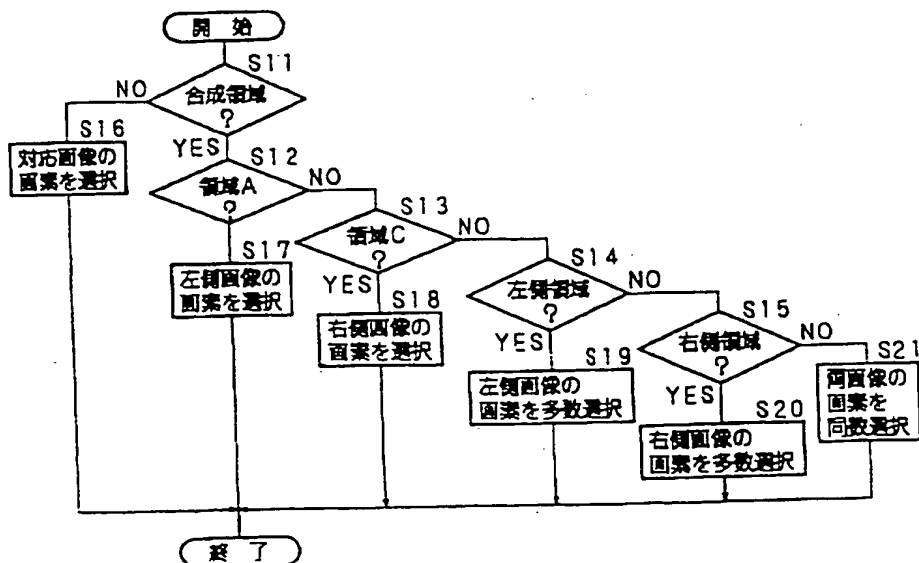 開 始
S11
合成領域
?
NO
YES
S16
対応画像の
画素を選択
S12
領域A
?
NO
S17
左側画像の
画素を選択
S13
領域C
?
NO
YES
S18
右側画像の
画素を選択
S14
左側領域
?
NO
YES
S19
左側画像の
画素を多数選択
S15
右側領域
?
NO
YES
S20
右側画像の
画素を多数選択
S21
両画像の
画素を
同数選択
終 了